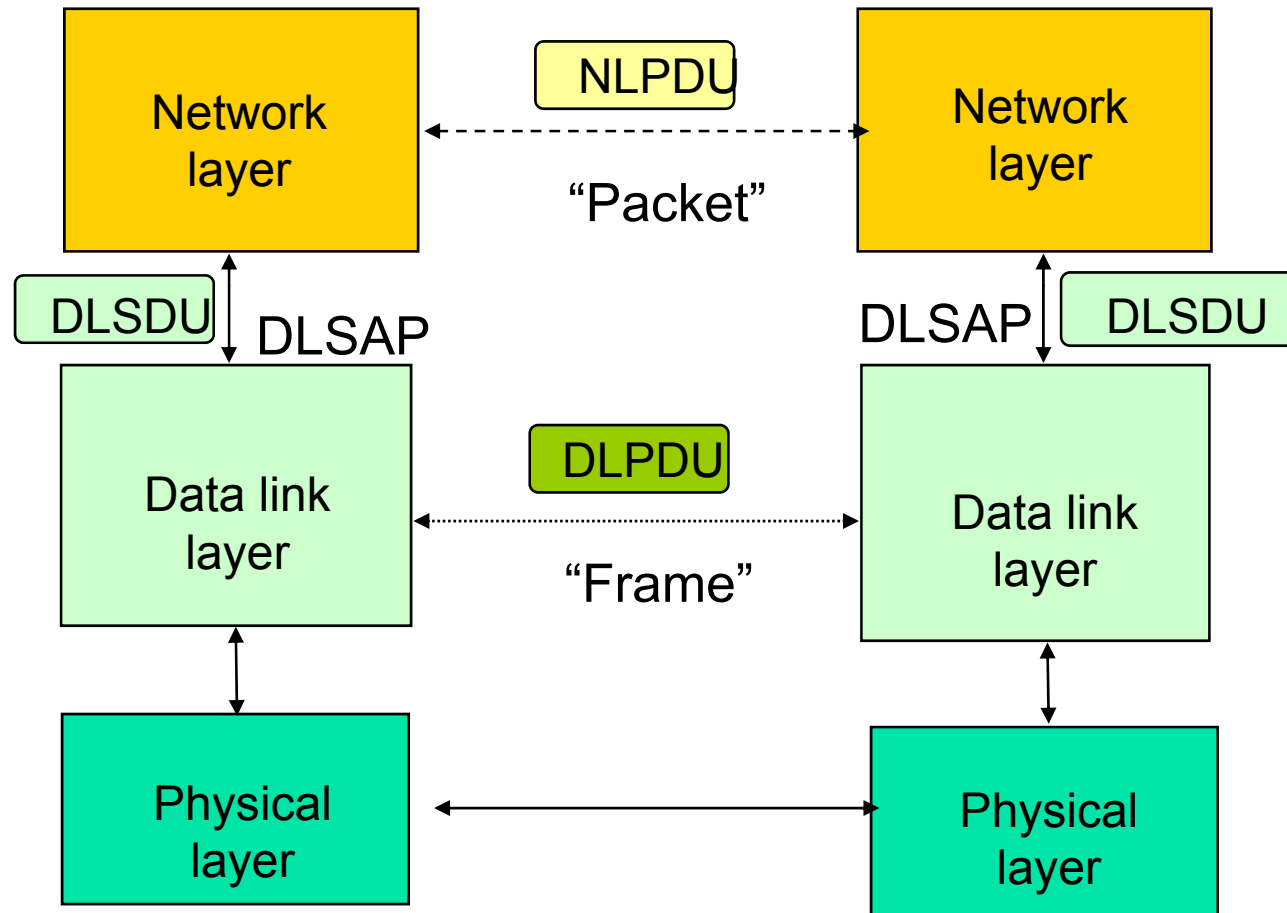 NLPDU
Network
layer
Network
layer
“Packet”
DLSDU
DLSAP
DLSAP
DLSDU
DLPDU
Data link
layer
Data link
layer
“Frame”
Physical
layer
Physical
layer